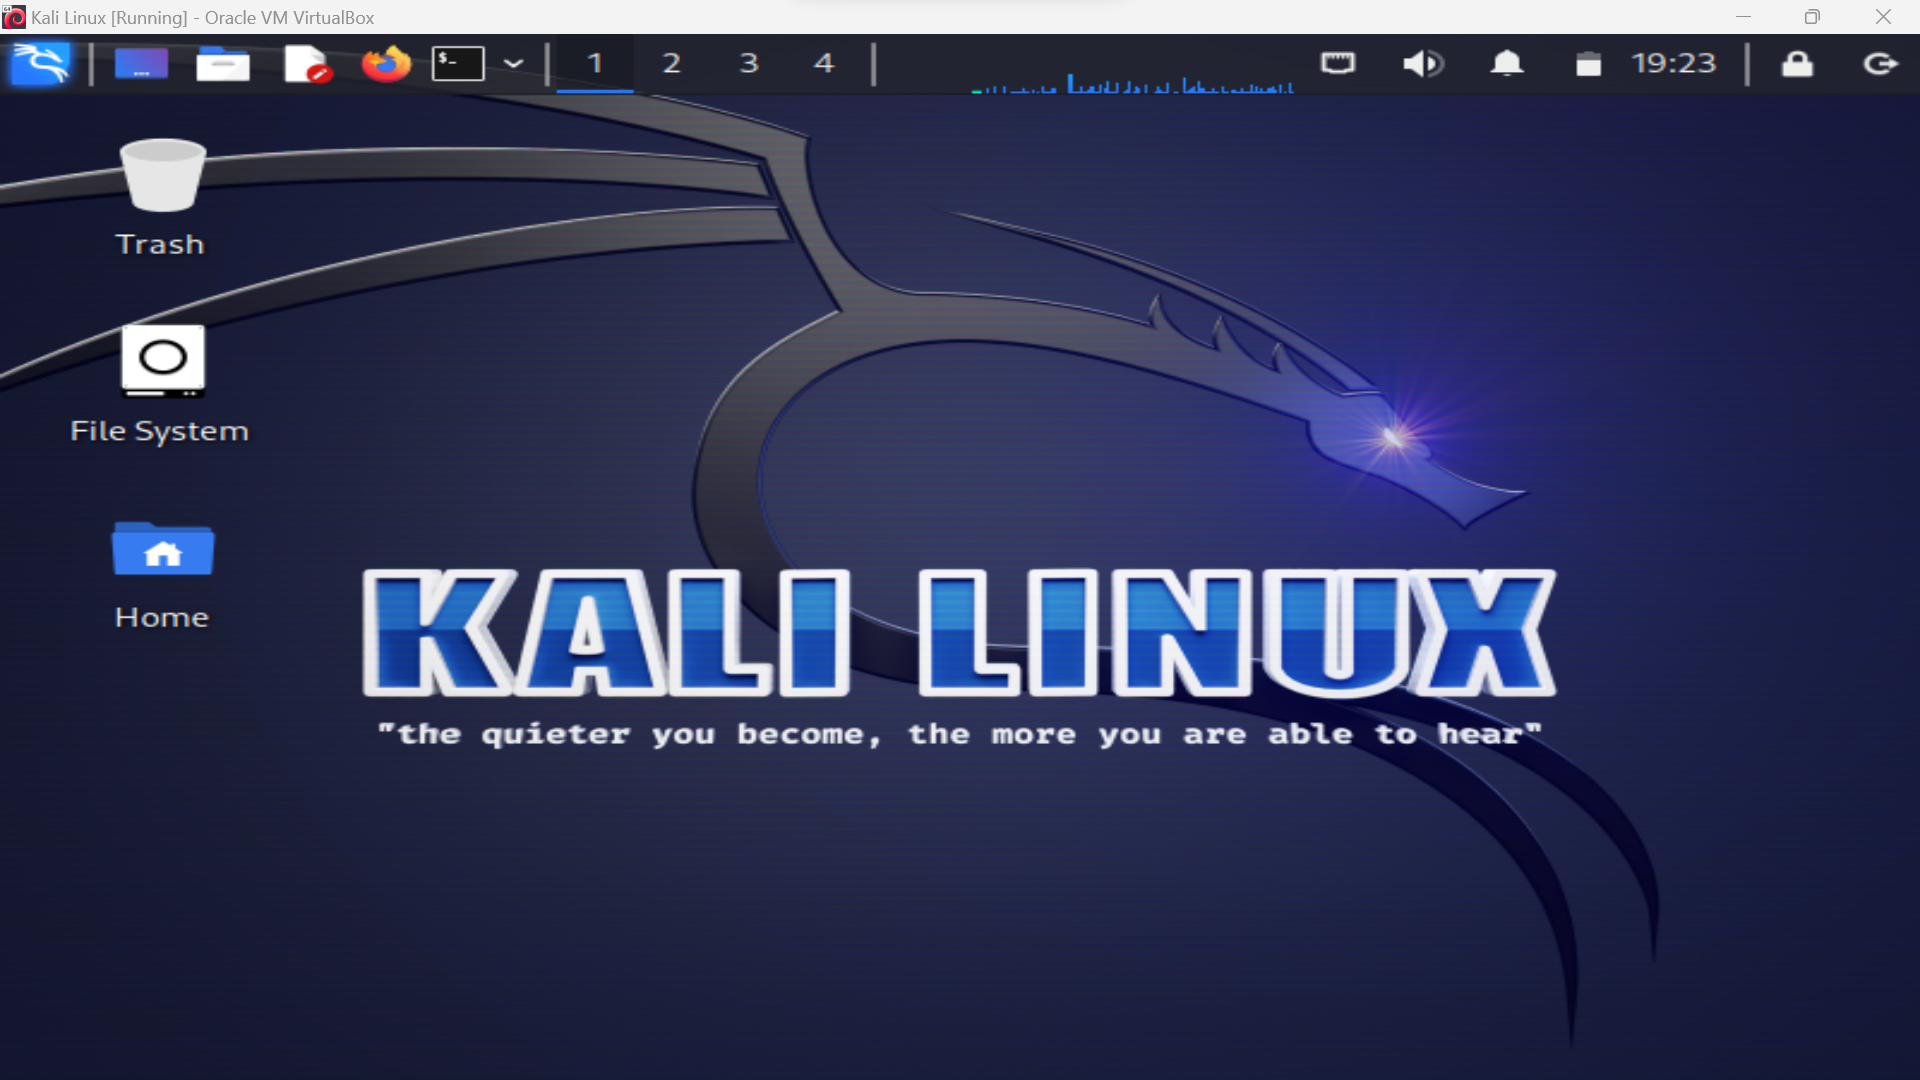 Kali Linux [Running] - Oracle VM VirtualBox
$-
1 2 3 4
19:23
Trash
File System
Home
KALI LINUX
"the quieter you become, the more you are able to hear"